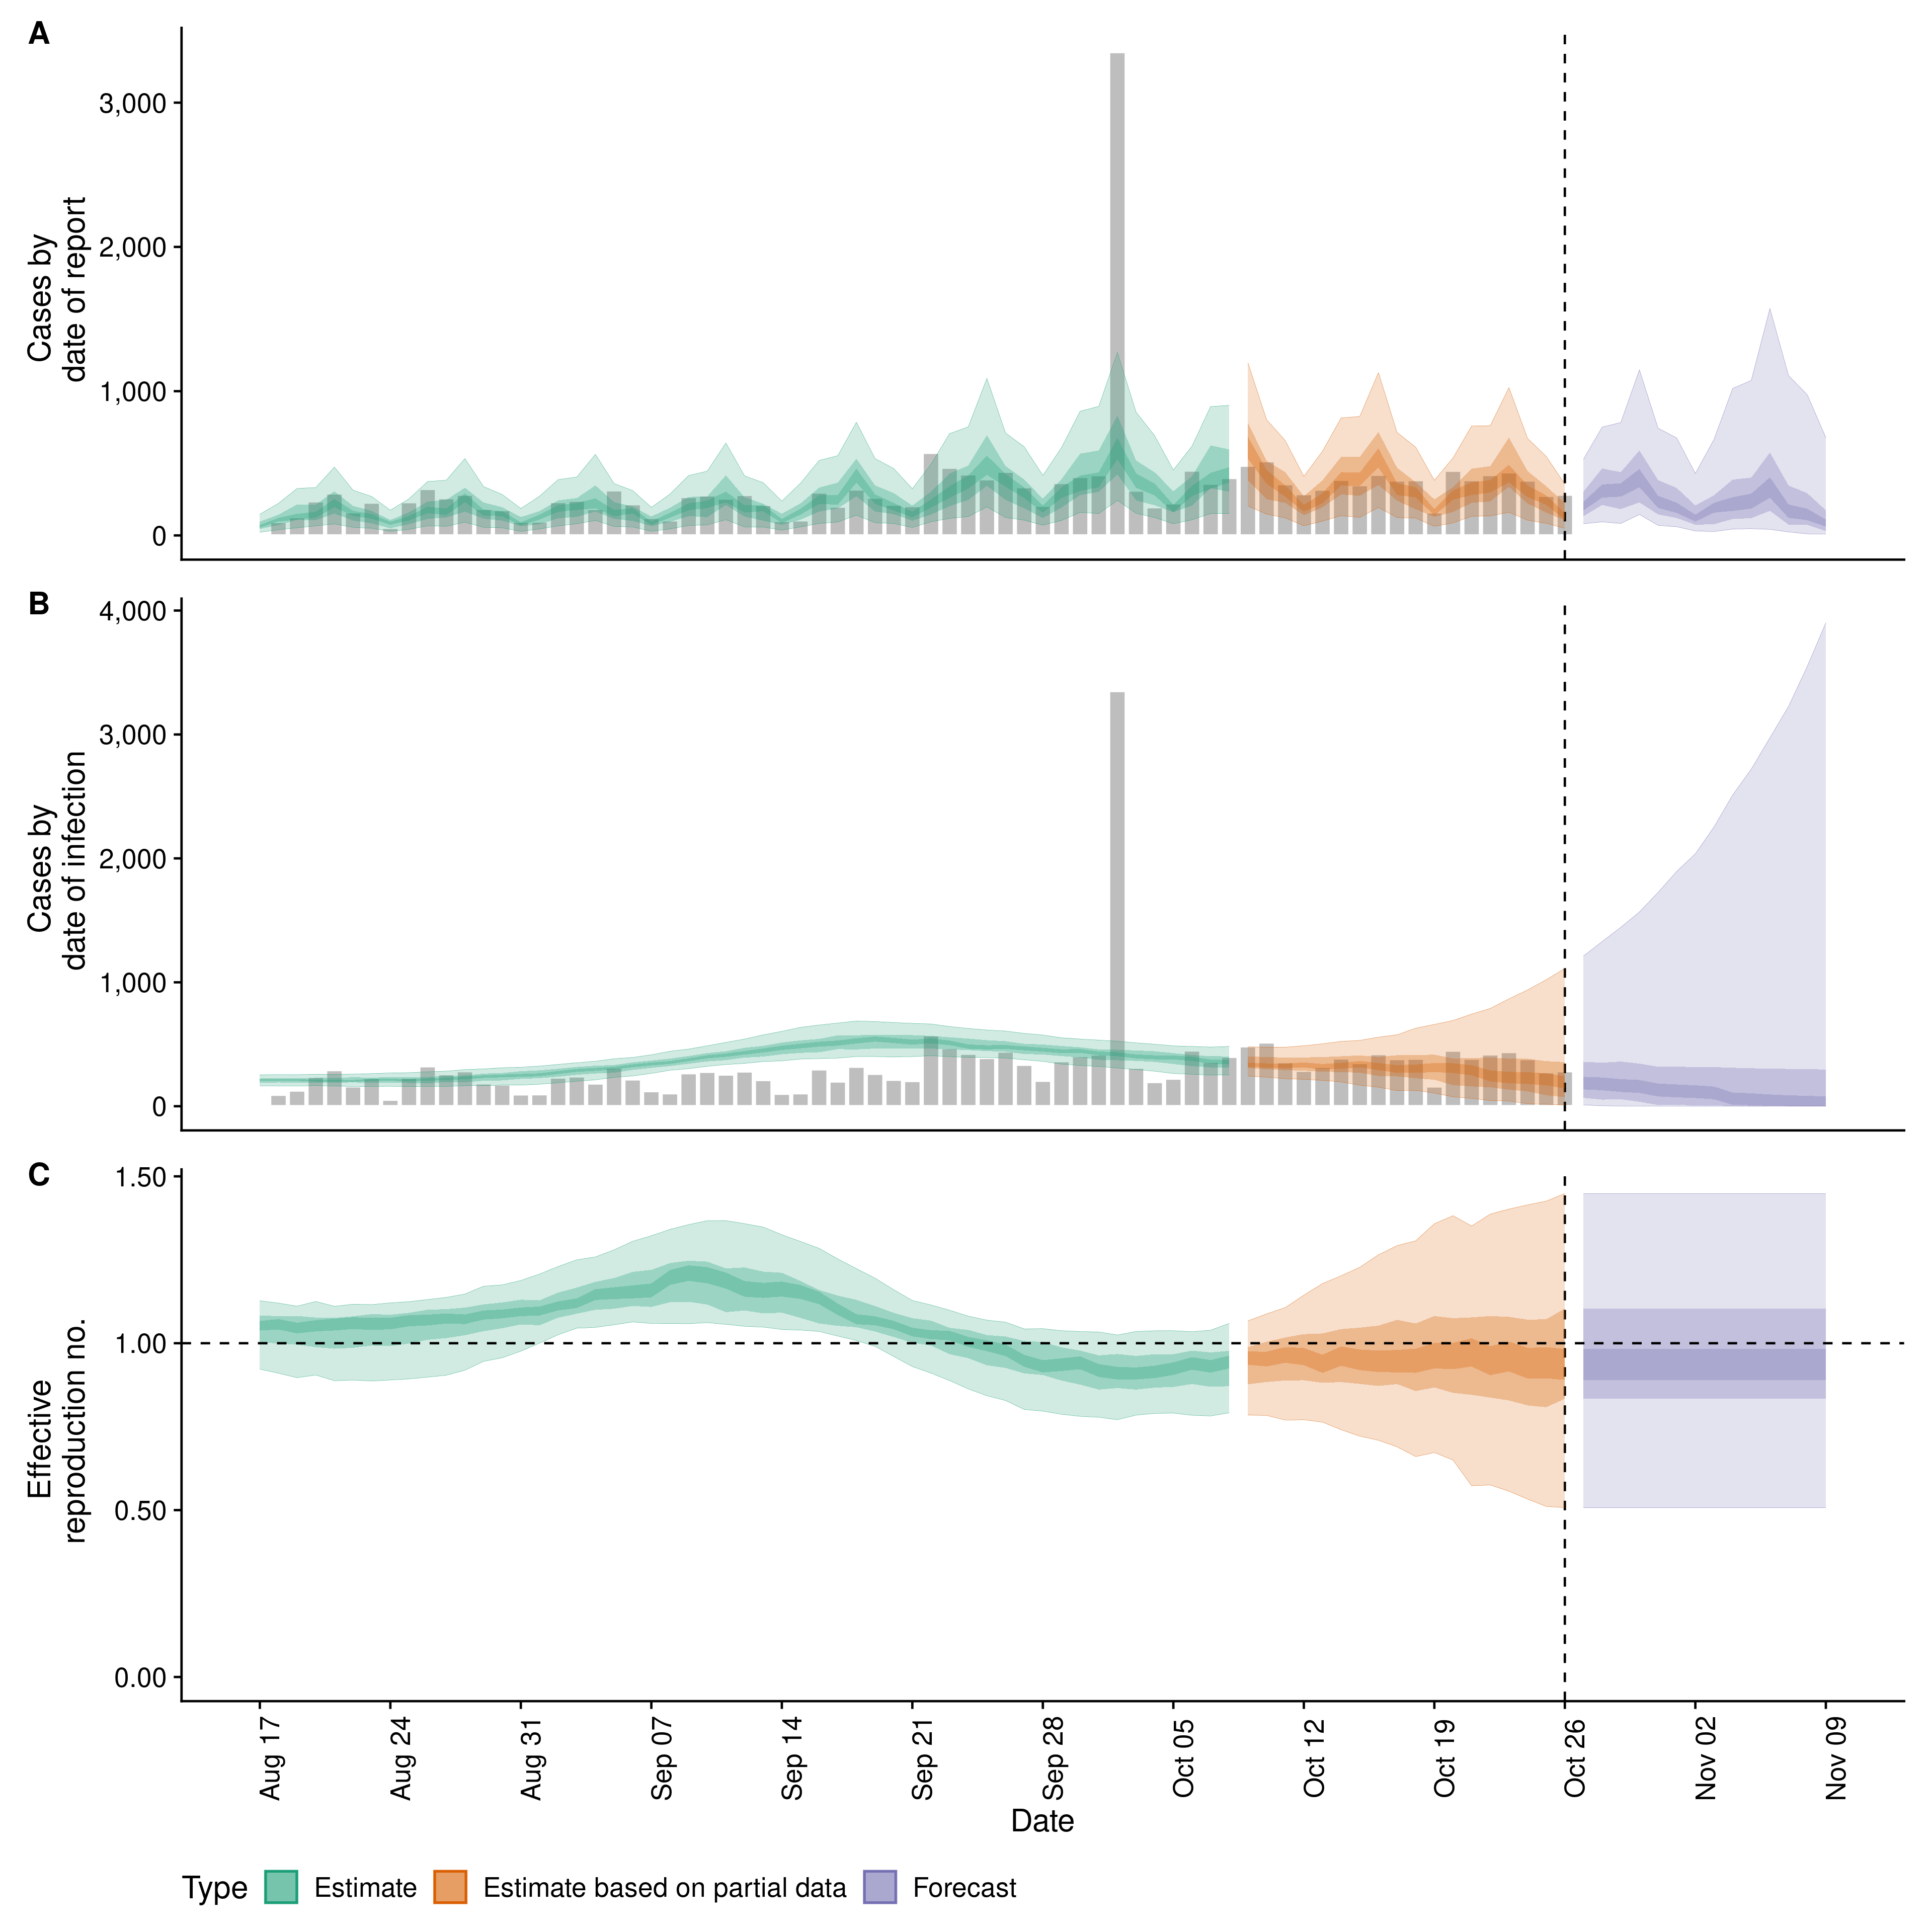 A
Cases by
date of report
3,000
2,000
1,000
0
B
Cases by
date of infection
4,000
3,000
2,000
1,000
0
C
Effective
reproduction no.
1.50
1.00
0.50
0.00
Aug 17
Aug 24
Aug 31
Sep 07
Sep 14
Sep 21
Sep 28
Oct 05
Oct 12
Oct 19
Oct 26
Nov 02
Nov 09
Date
Type Estimate Estimate based on partial data Forecast